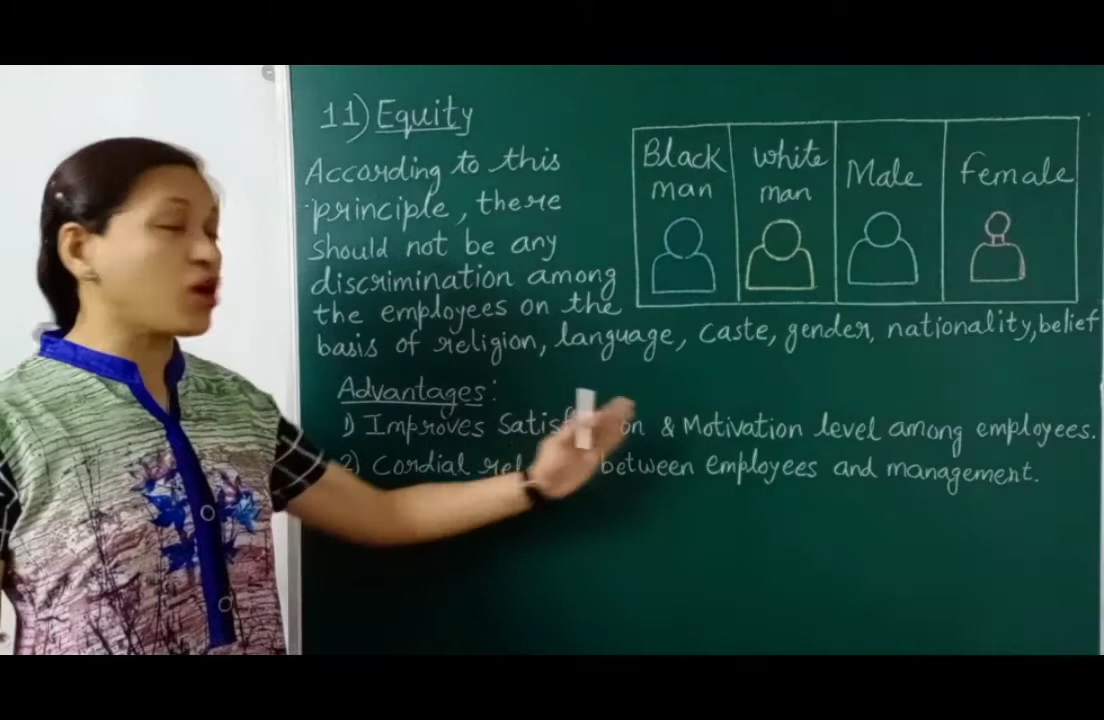 11) Equity
According to this
principle, there
should not be any
discrimination among
the employees on the
basis of religion, language, caste, gender, nationality, belief
Black man
white man
Male
Female
Advantages:
1) Improves & Motivation level among employees.
2) Cordial between employees and management.